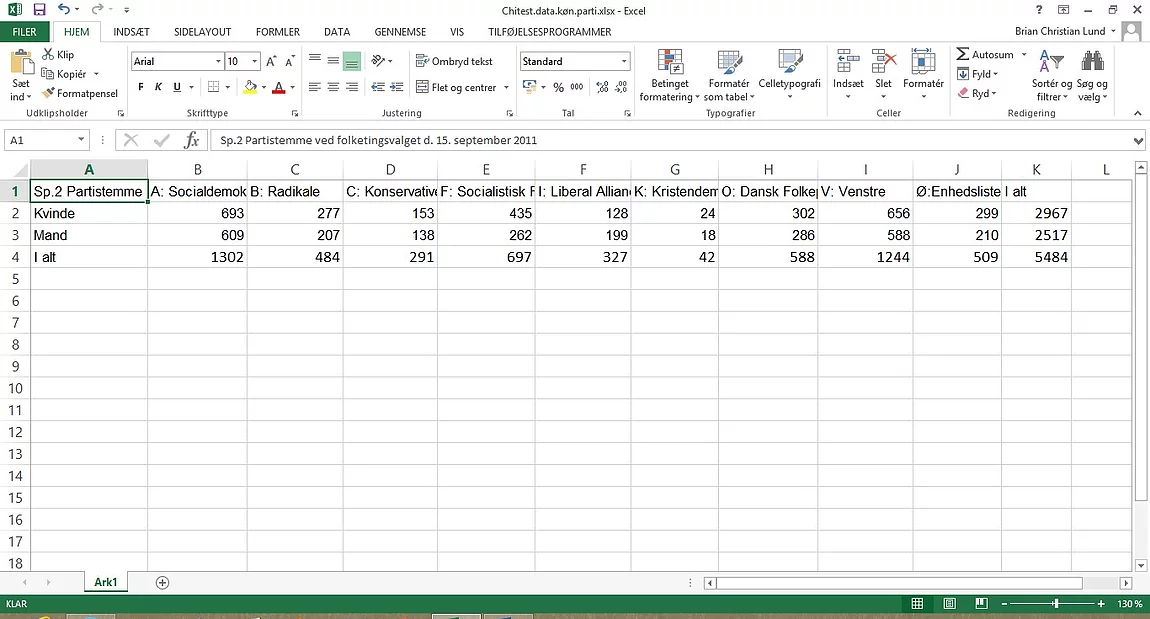 Chitest.data.køn.parti.xlsx - Excel
FILER HJEM INDSÆT SIDELAYOUT FORMLER DATA GENNEMSE VIS TILFØJELSESPROGRAMMER Brian Christian Lund
Sæt ind Klip Kopiér Formatpensel
Udklipsholder
Arial 10
F K U
Skrifttype
Ombryd tekst
Flet og centrer
Justering
Standard
% 000
Tal
Betinget formatering Formatér som tabel Celletypografi
Typografier
Indsæt Slet Formatér
Celler
Autosum
Fyld
Ryd
Sortér og filtrer Søg og vælg
Redigering
A1 fx Sp.2 Partistemme ved folketingsvalget d. 15. september 2011
A B C D E F G H I J K L
1 Sp.2 Partistemme A: Socialdemok B: Radikale C: Konservative F: Socialistisk F I: Liberal Allian K: Kristendem O: Dansk Folkep V: Venstre Ø:Enhedsliste I alt
2 Kvinde 693 277 153 435 128 24 302 656 299 2967
3 Mand 609 207 138 262 199 18 286 588 210 2517
4 I alt 1302 484 291 697 327 42 588 1244 509 5484
5
6
7
8
9
10
11
12
13
14
15
16
17
18
Ark1
KLAR 130 %